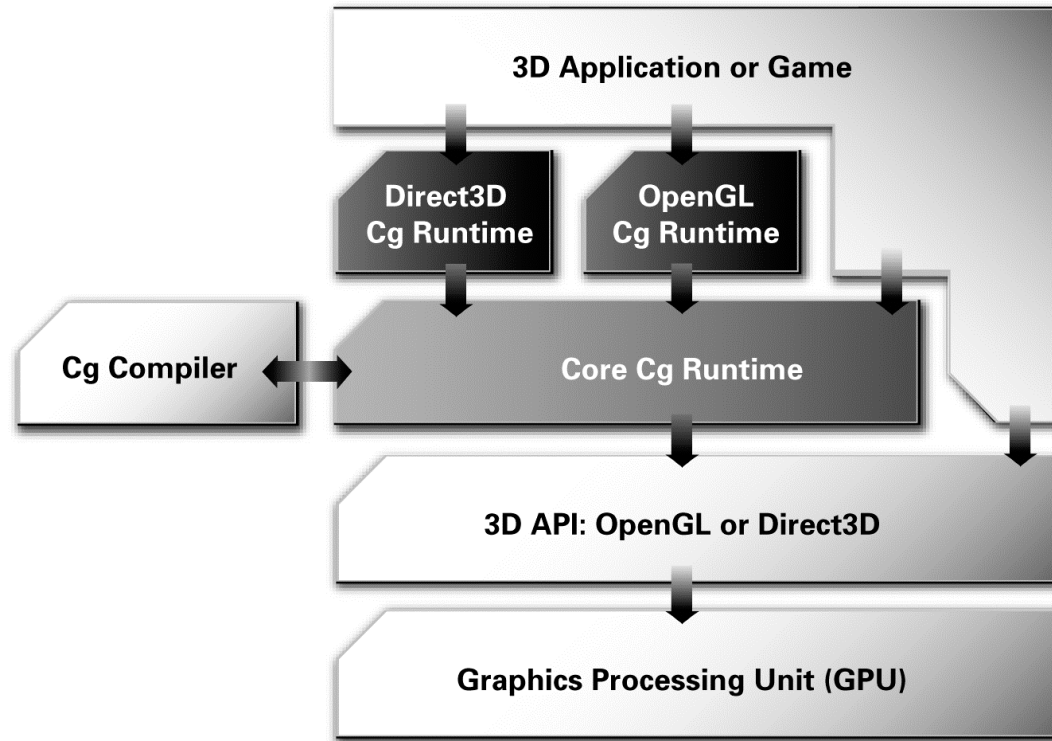 3D Application or Game
Direct3D
Cg Runtime
OpenGL
Cg Runtime
Cg Compiler
Core Cg Runtime
3D API: OpenGL or Direct3D
Graphics Processing Unit (GPU)